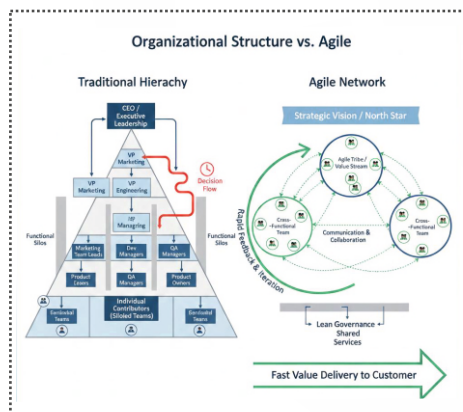 Organizational Structure vs. Agile
Traditional Hierachy
CEO /
Executive
Leadership
VP
Marketing
VP
Marketing
VP
Engineering
Decision
Flow
Managring
Functional
Silos
Functional
Silos
Marketing
Team Leads
Dev
Managers
QA
Managers
Product
QA
Managers
Product
Owners
Individual
Contributors
(Siloed Teams)
Teams
Teams
Agile Network
Strategic Vision / North Star
Agile Tribe /
Value Stream
Cross-
-Functional
Team
Cross-
-Functional
Communication &
Collaboration
Rapid Feedback & Iteration
Lean Governance
Shared
Services
Fast Value Delivery to Customer